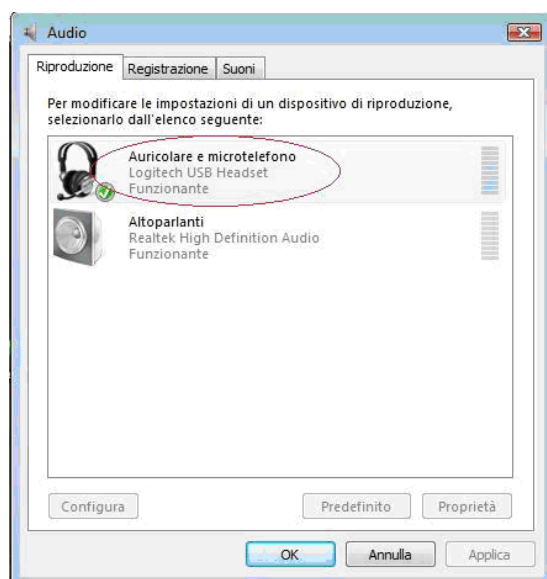 Audio
Riproduzione Registrazione Suoni
Per modificare le impostazioni di un dispositivo di riproduzione,
selezionarlo dall'elenco seguente:
Auricolare e microtelefono
Logitech USB Headset
Funzionante
Altoparlanti
Realtek High Definition Audio
Funzionante
Configura Predefinito Proprietà
OK Annulla Applica